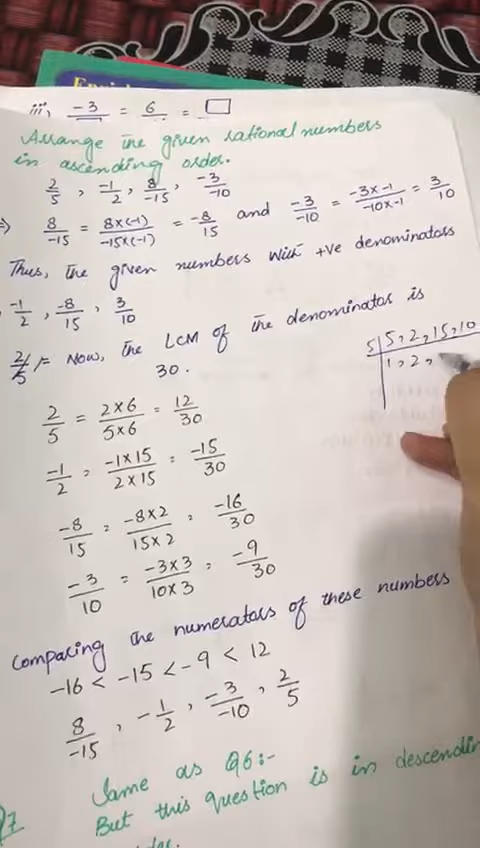 iii, -3 = 6 = □
Arrange the given rational numbers
in ascending order.
2/5 , -1/2 , 8/-15 , -3/-10
⇒ 8/-15 = 8×(-1)/-15×(-1) = -8/15 and -3/-10 = -3×-1/-10×-1 = 3/10
Thus, the given numbers with +ve denominators
-1/2 , -8/15 , 3/10
2/5 Now, the LCM of the denominator is
30.
5 | 5, 2, 15, 10
1, 2,
2/5 = 2×6/5×6 = 12/30
-1/2 = -1×15/2×15 = -15/30
-8/15 = -8×2/15×2 = -16/30
-3/10 = -3×3/10×3 = -9/30
Comparing the numerators of these numbers
-16 < -15 < -9 < 12
8/-15 , -1/2 , -3/-10 , 2/5
7 Same as Q6:-
But this question is in descendin